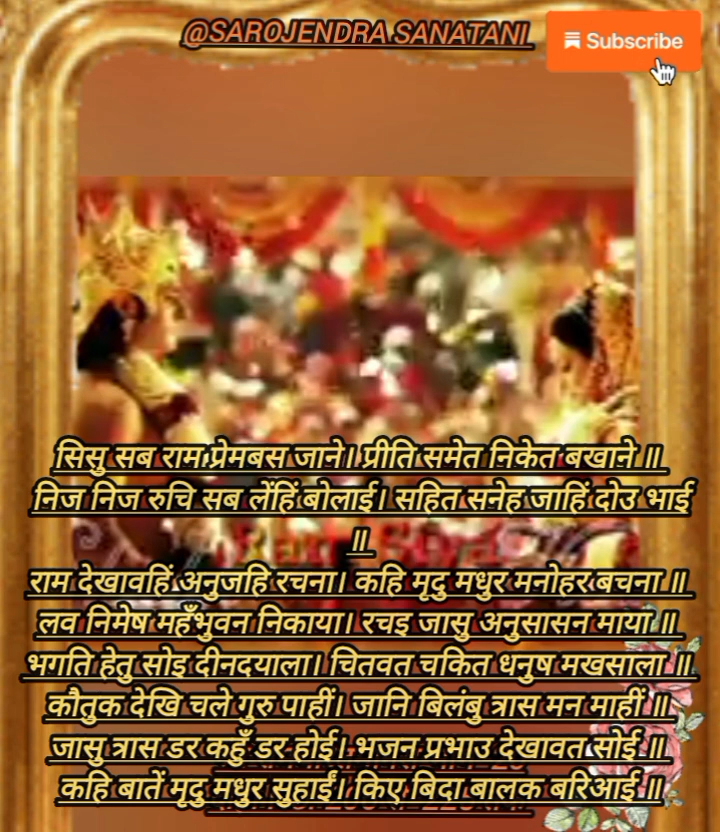 @SAROJENDRA SANATANI
Subscribe
सिसु सब राम प्रेमबस जाने। प्रीति समेत निकेत बखाने॥
निज निज रुचि सब लेंहिं बोलाई। सहित सनेह जाहिं दोउ भाई
॥
राम देखावहिं अनुजहि रचना। कहि मृदु मधुर मनोहर बचना॥
लव निमेष महँ भुवन निकाया। रचइ जासु अनुसासन माया॥
भगति हेतु सोइ दीनदयाला। चितवत चकित धनुष मखसाला॥
कौतुक देखि चले गुरु पाहीं। जानि बिलंबु त्रास मन माहीं॥
जासु त्रास डर कहुँ डर होई। भजन प्रभाउ देखावत सोई॥
कहि बातें मृदु मधुर सुहाईं। किए बिदा बालक बरिआईं॥